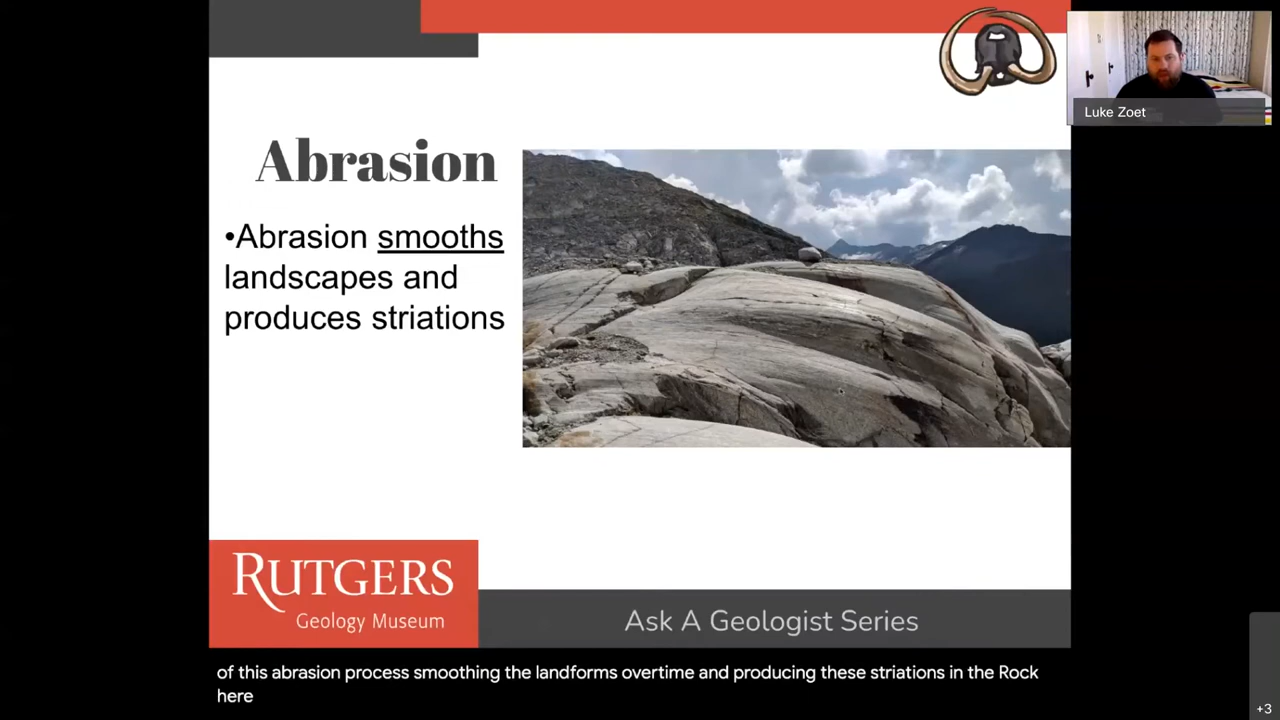 Luke Zoet
Abrasion
•Abrasion smooths
landscapes and
produces striations
RUTGERS
Geology Museum
Ask A Geologist Series
of this abrasion process smoothing the landforms overtime and producing these striations in the Rock
here
+3